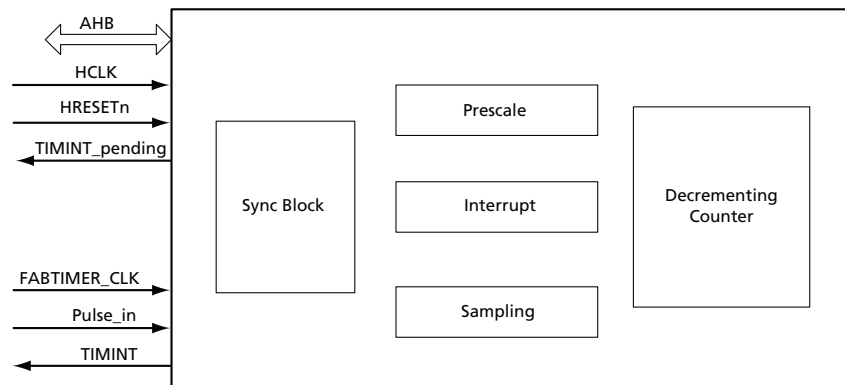 AHB
HCLK
HRESETn
TIMINT_pending
FABTIMER_CLK
Pulse_in
TIMINT
Sync Block
Prescale
Interrupt
Sampling
Decrementing
Counter